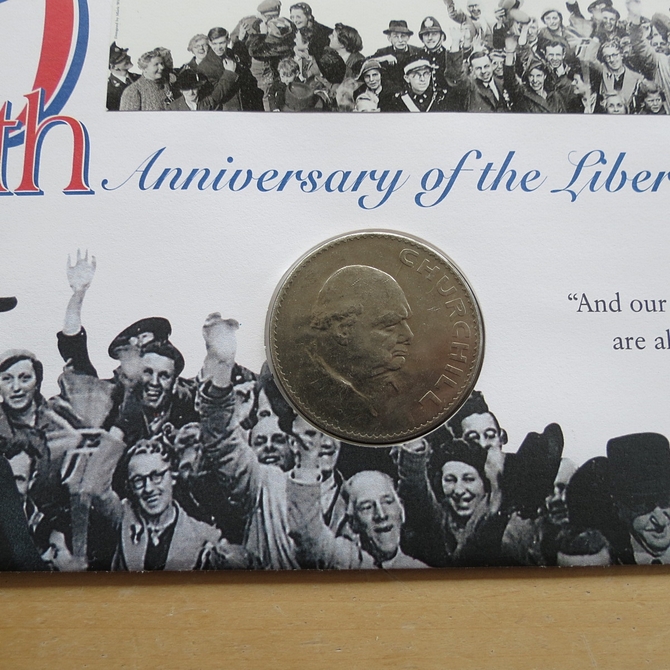 th
Anniversary of the Liber
CHURCHILL
“And our
are al